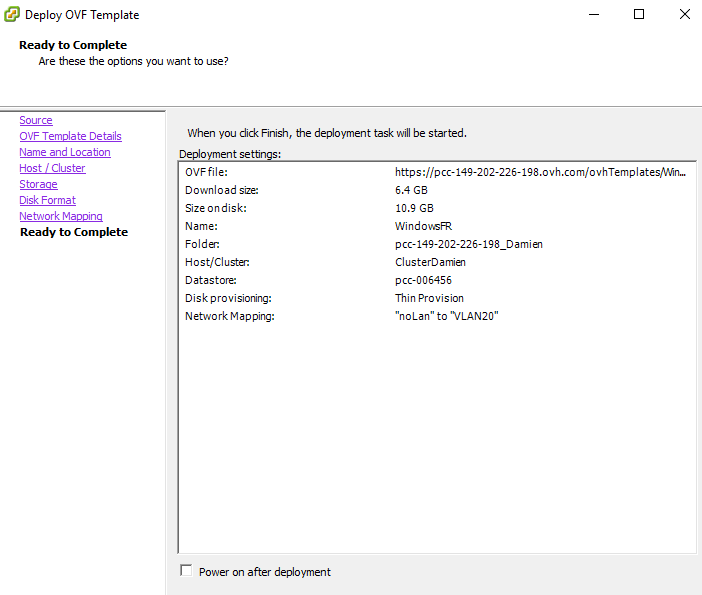 Deploy OVF Template
Ready to Complete
Are these the options you want to use?
Source
OVF Template Details
Name and Location
Host / Cluster
Storage
Disk Format
Network Mapping
Ready to Complete
When you click Finish, the deployment task will be started.
Deployment settings:
OVF file: https://pcc-149-202-226-198.ovh.com/ovhTemplates/Win...
Download size: 6.4 GB
Size on disk: 10.9 GB
Name: WindowsFR
Folder: pcc-149-202-226-198_Damien
Host/Cluster: ClusterDamien
Datastore: pcc-006456
Disk provisioning: Thin Provision
Network Mapping: "noLan" to "VLAN20"
Power on after deployment